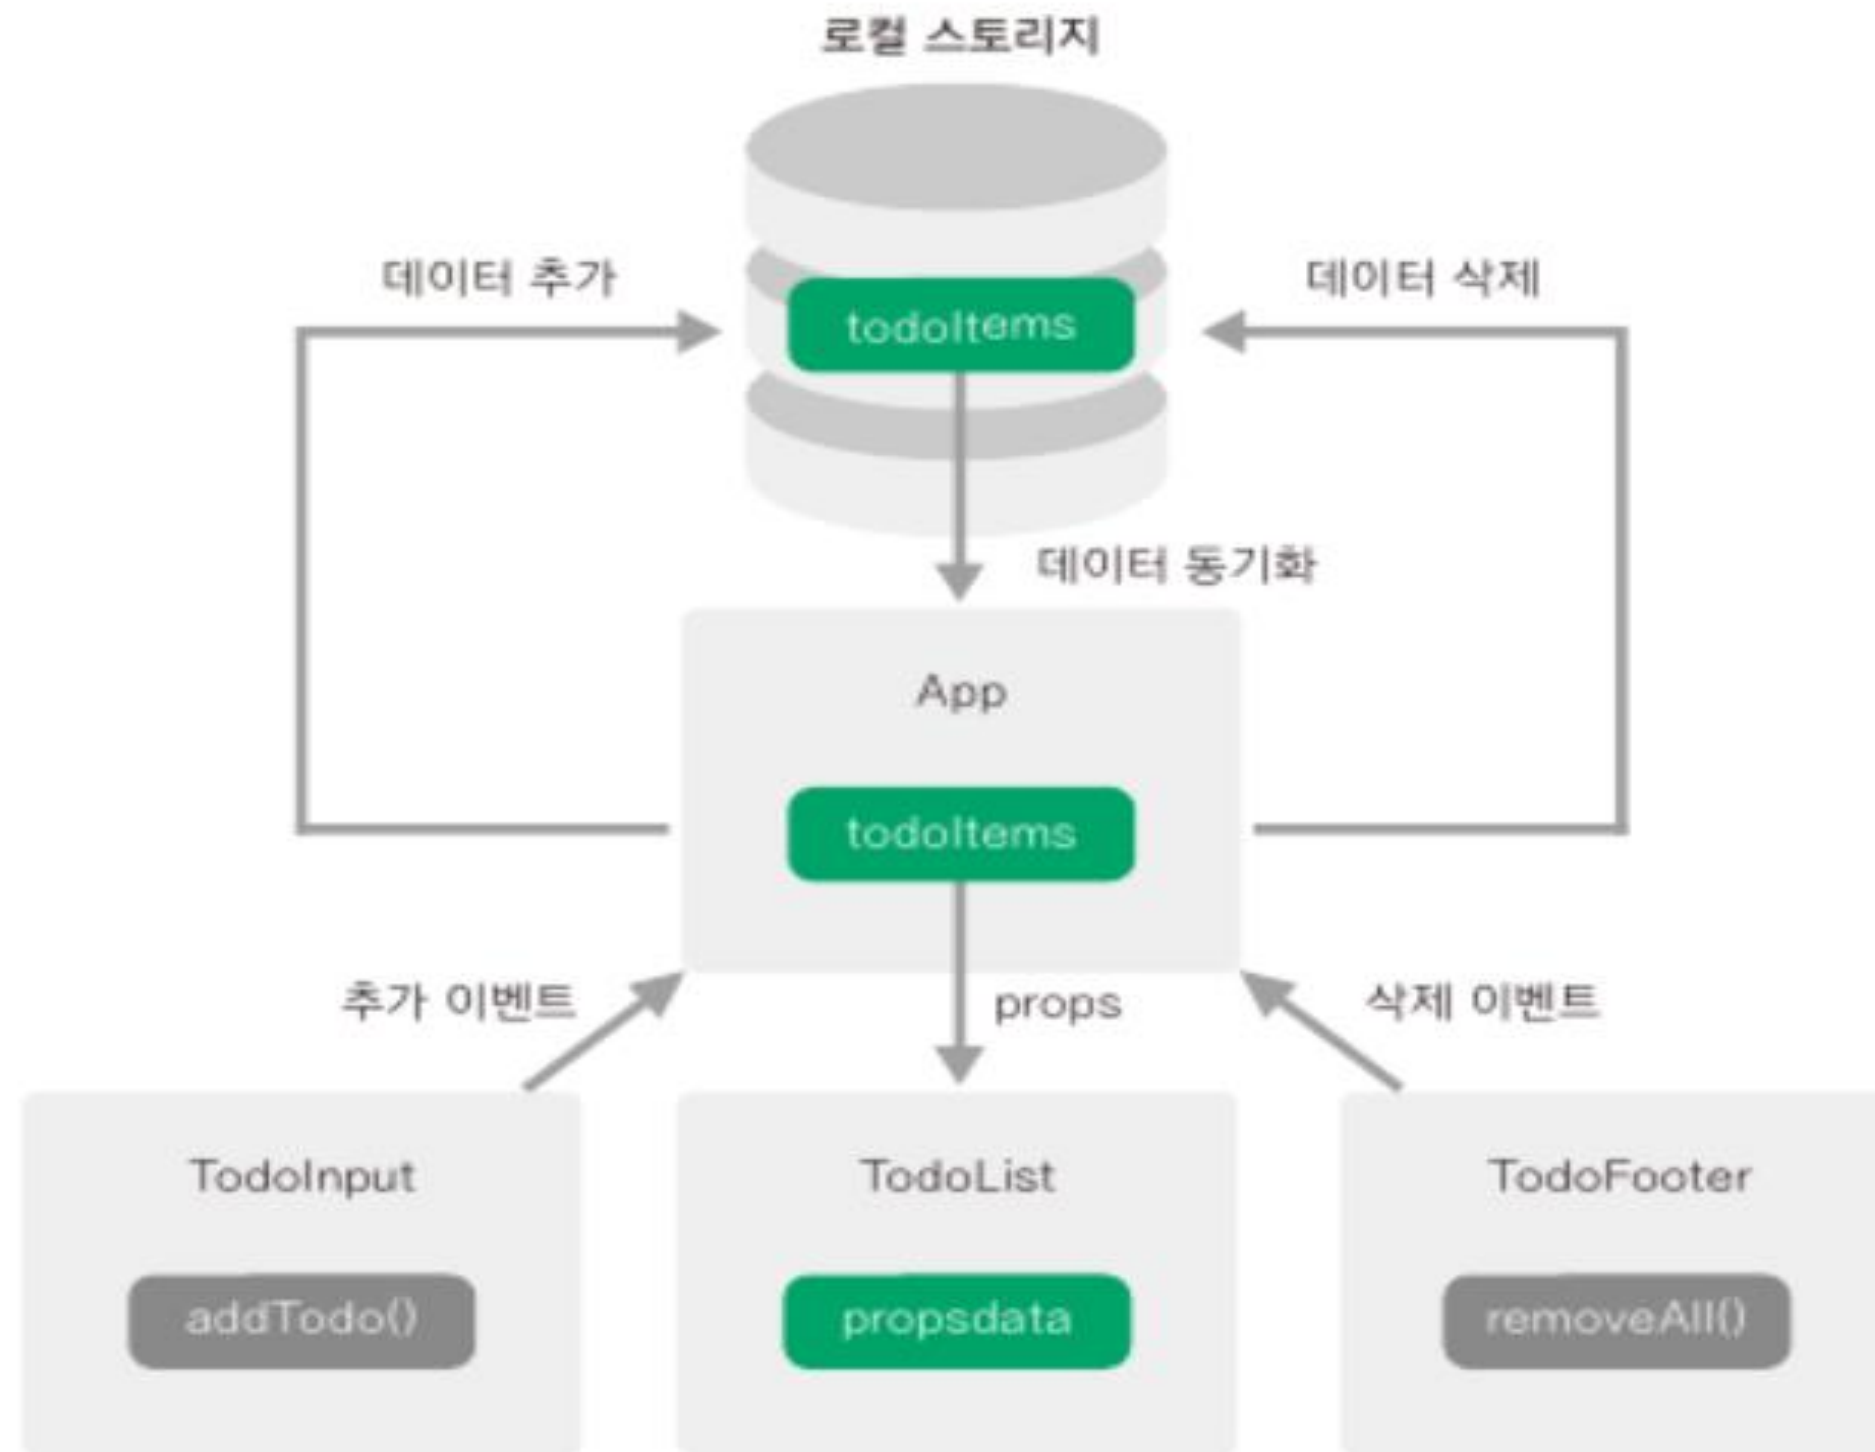 로컬 스토리지
데이터 추가
데이터 삭제
todoItems
데이터 동기화
App
todoItems
추가 이벤트
props
삭제 이벤트
TodoInput
TodoList
TodoFooter
addTodo()
propsdata
removeAll()